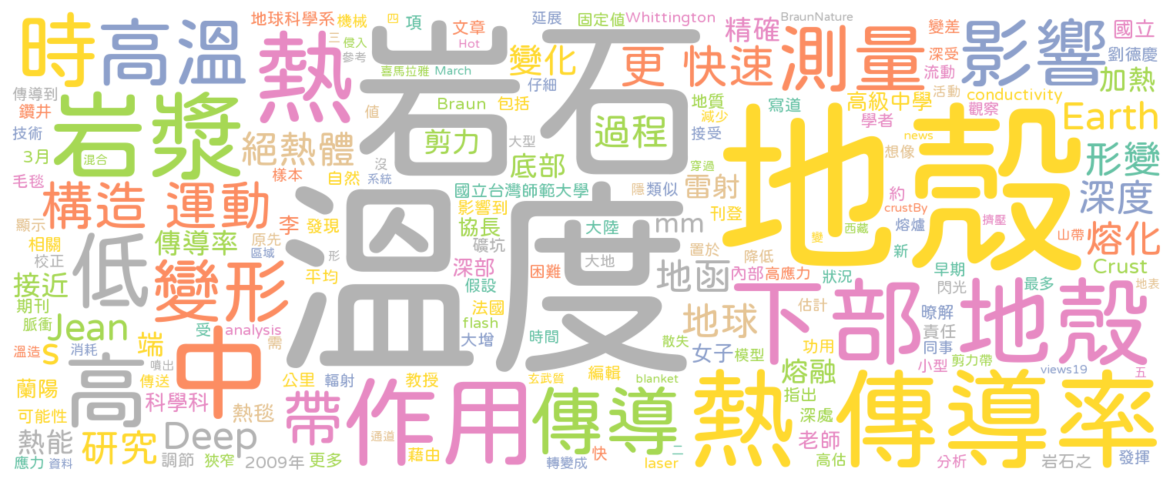 時 高溫 熱 岩石 更 快速 測量 影響
地球科學系 機械 四 項 文章 Hot 延展 固定值 Whittington 精確 BraunNature 變差 國立
三 侵入 參考 喜馬拉雅 March 變化 仔細 深受 劉德慶 流動 加熱
傳導到 鑽井 技術 岩漿 絕熱體 Braun 包括 剪力 大型 過程 地質 減少 接受 寫道 高級中學 學者 活動 conductivity 觀察 Earth
3月 混合 樣本 自然 沒 系統 底部 穿過 news 想像 形變
毛毯 構造 運動 李 發現 國立台灣師範大學 隱 類似 雷射 約 刊登 深度
顯示 影響到 協長 大陸 mm crustBy 西藏 擠壓
相關 校正 低 傳導率 原先 區域 礦坑 大地 置於 降低 新 變 山帶 熔化
接近 期刊 變形 平均 形 溫度 深部 假設 困難 地函 內部 高應力 狀況 早期 Crust
脈衝 Jean 受 analysis 法國 flash 時間 散失 地球 估計 閃光 最多 地表
溫造 消耗 s 端 需 噴出 大增 編輯 女子 模型 功用 瞭解 責任 同事 下部 地殼
蘭陽 高 中 傳送 公里 輻射 教授 玄武質 blanket 熔融 指出 小型 剪力帶 views19 五
可能性 科學科 熱毯 帶 作用 傳導 熱 傳導率 深處
熱能 研究 Deep 調節 狹窄 2009年 更多 通溢 藉由 快 二 老師
應力 資料 轉變成 laser 高估 分析 岩石之 發揮
地殼 值